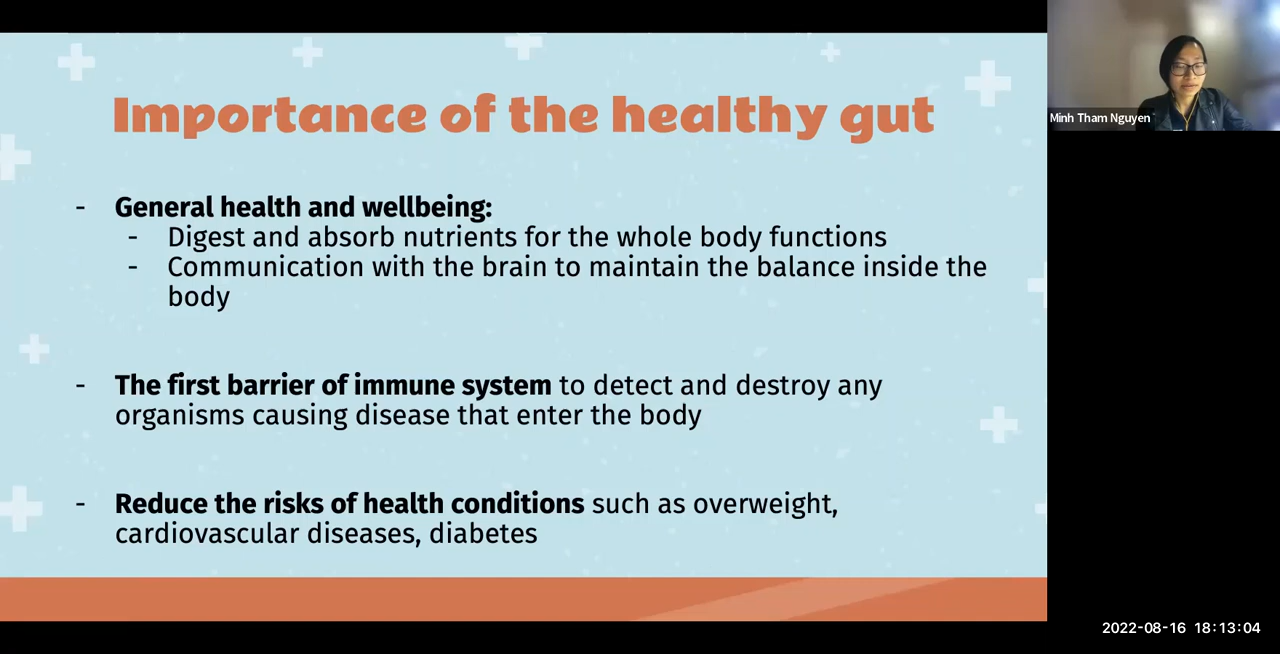 Importance of the healthy gut
- General health and wellbeing:
- Digest and absorb nutrients for the whole body functions
- Communication with the brain to maintain the balance inside the
body
- The first barrier of immune system to detect and destroy any
organisms causing disease that enter the body
- Reduce the risks of health conditions such as overweight,
cardiovascular diseases, diabetes
Minh Tham Nguyen
2022-08-16 18:13:04